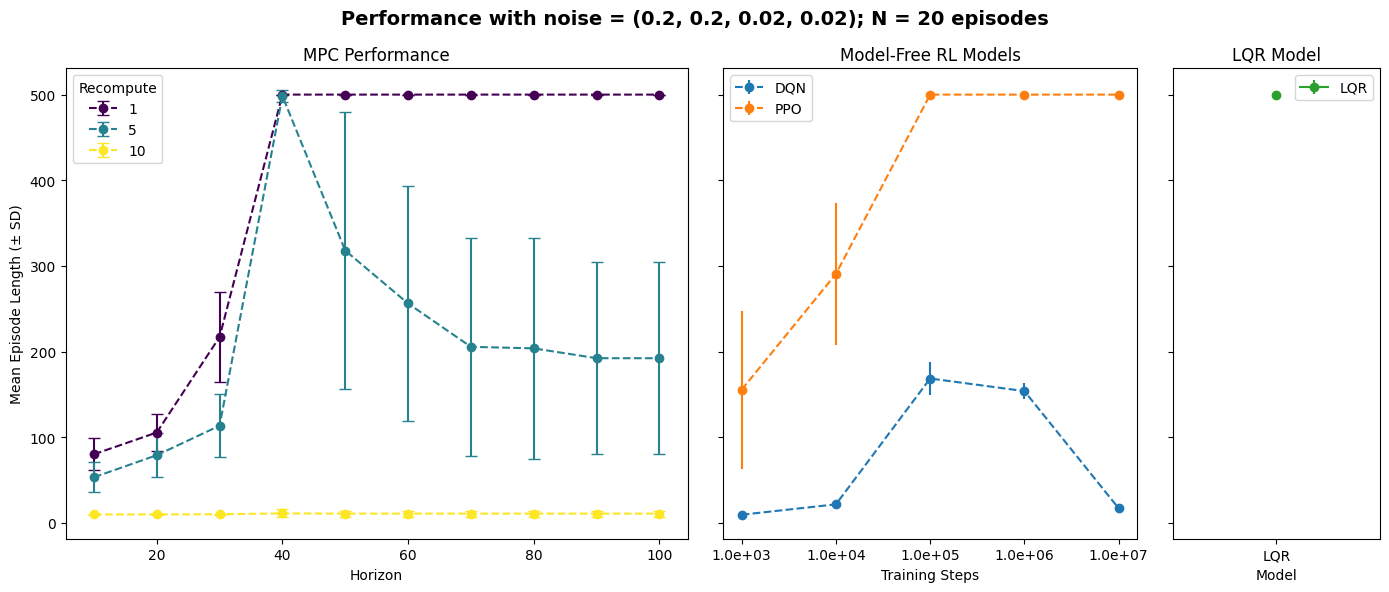 Performance with noise = (0.2, 0.2, 0.02, 0.02); N = 20 episodes
MPC Performance
Mean Episode Length (± SD)
500
400
300
200
100
0
Recompute
1
5
10
20
40
60
80
100
Horizon
Model-Free RL Models
DQN
PPO
1.0e+03
1.0e+04
1.0e+05
1.0e+06
1.0e+07
Training Steps
LQR Model
LQR
LQR
Model